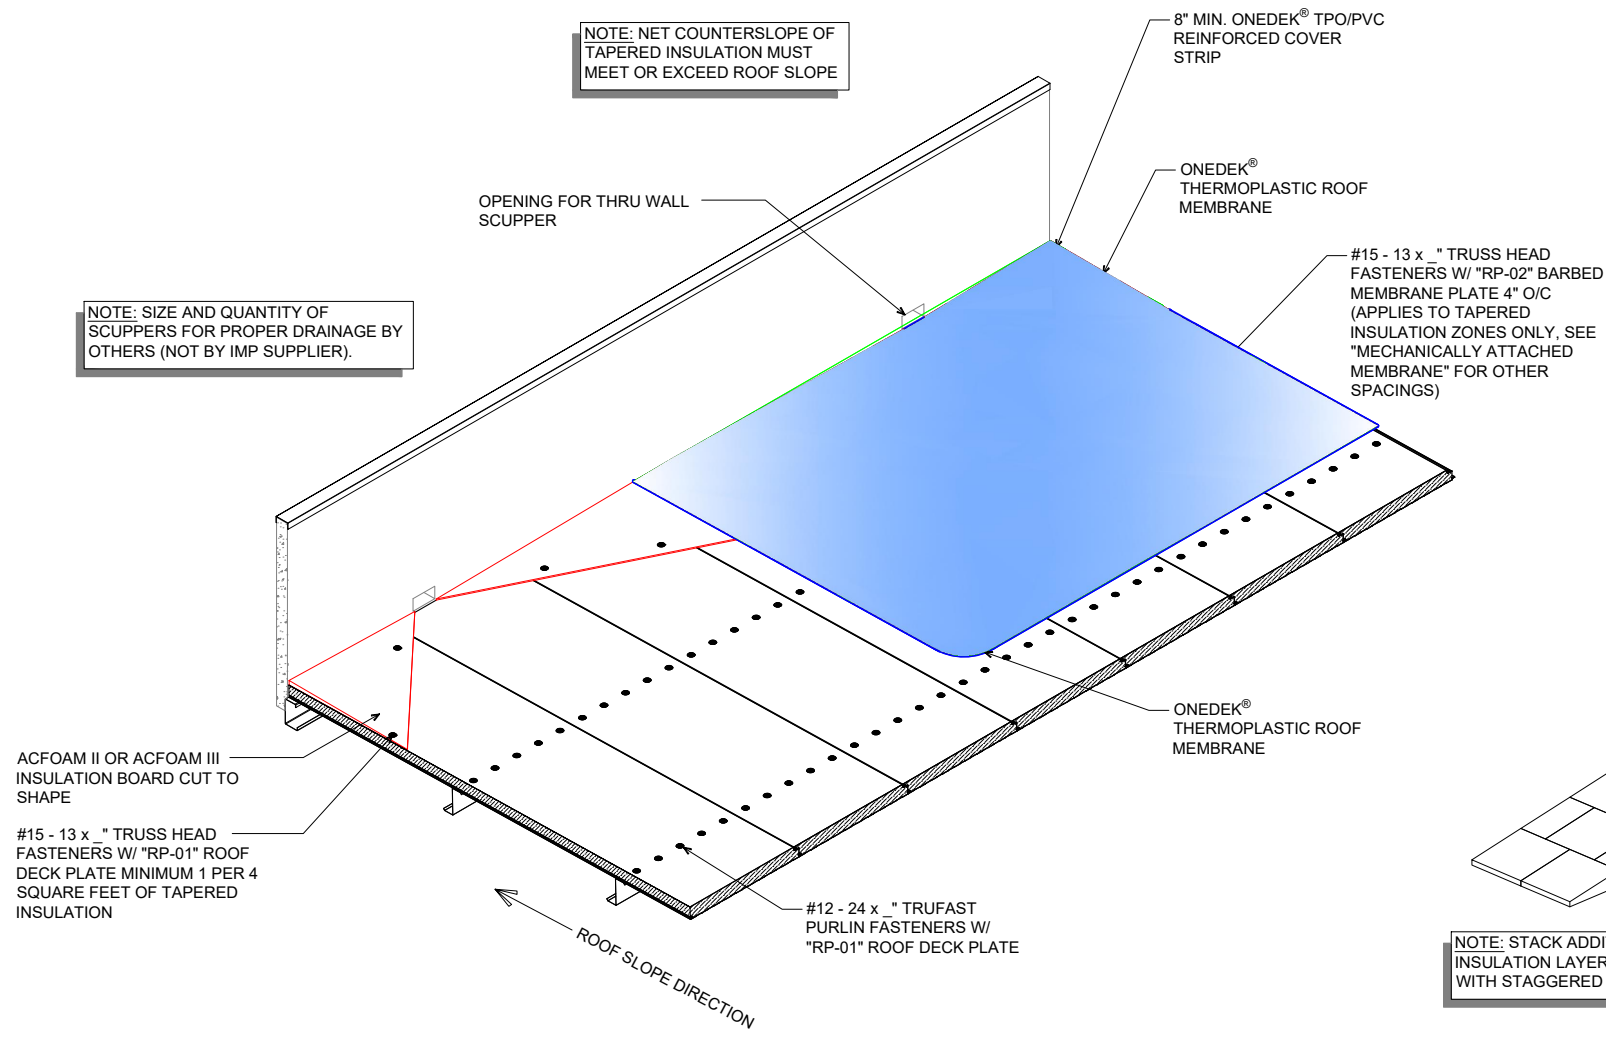 NOTE: NET COUNTERSLOPE OF
TAPERED INSULATION MUST
MEET OR EXCEED ROOF SLOPE
8" MIN. ONEDEK® TPO/PVC
REINFORCED COVER
STRIP
ONEDEK®
THERMOPLASTIC ROOF
MEMBRANE
OPENING FOR THRU WALL
SCUPPER
#15 - 13 x _" TRUSS HEAD
FASTENERS W/ "RP-02" BARBED
MEMBRANE PLATE 4" O/C
(APPLIES TO TAPERED
INSULATION ZONES ONLY, SEE
"MECHANICALLY ATTACHED
MEMBRANE" FOR OTHER
SPACINGS)
NOTE: SIZE AND QUANTITY OF
SCUPPERS FOR PROPER DRAINAGE BY
OTHERS (NOT BY IMP SUPPLIER).
ONEDEK®
THERMOPLASTIC ROOF
MEMBRANE
ACFOAM II OR ACFOAM III
INSULATION BOARD CUT TO
SHAPE
#15 - 13 x _" TRUSS HEAD
FASTENERS W/ "RP-01" ROOF
DECK PLATE MINIMUM 1 PER 4
SQUARE FEET OF TAPERED
INSULATION
#12 - 24 x _" TRUFAST
PURLIN FASTENERS W/
"RP-01" ROOF DECK PLATE
ROOF SLOPE DIRECTION
NOTE: STACK ADDI
INSULATION LAYER
WITH STAGGERED